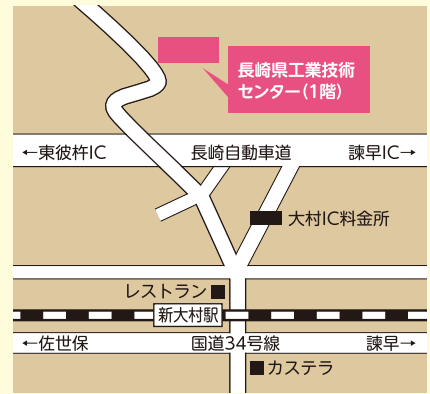 長崎県工業技術
センター(1階)
←東彼杵IC 長崎自動車道 諫早IC→
大村IC料金所
レストラン
新大村駅
←佐世保 国道34号線 諫早→
カステラ